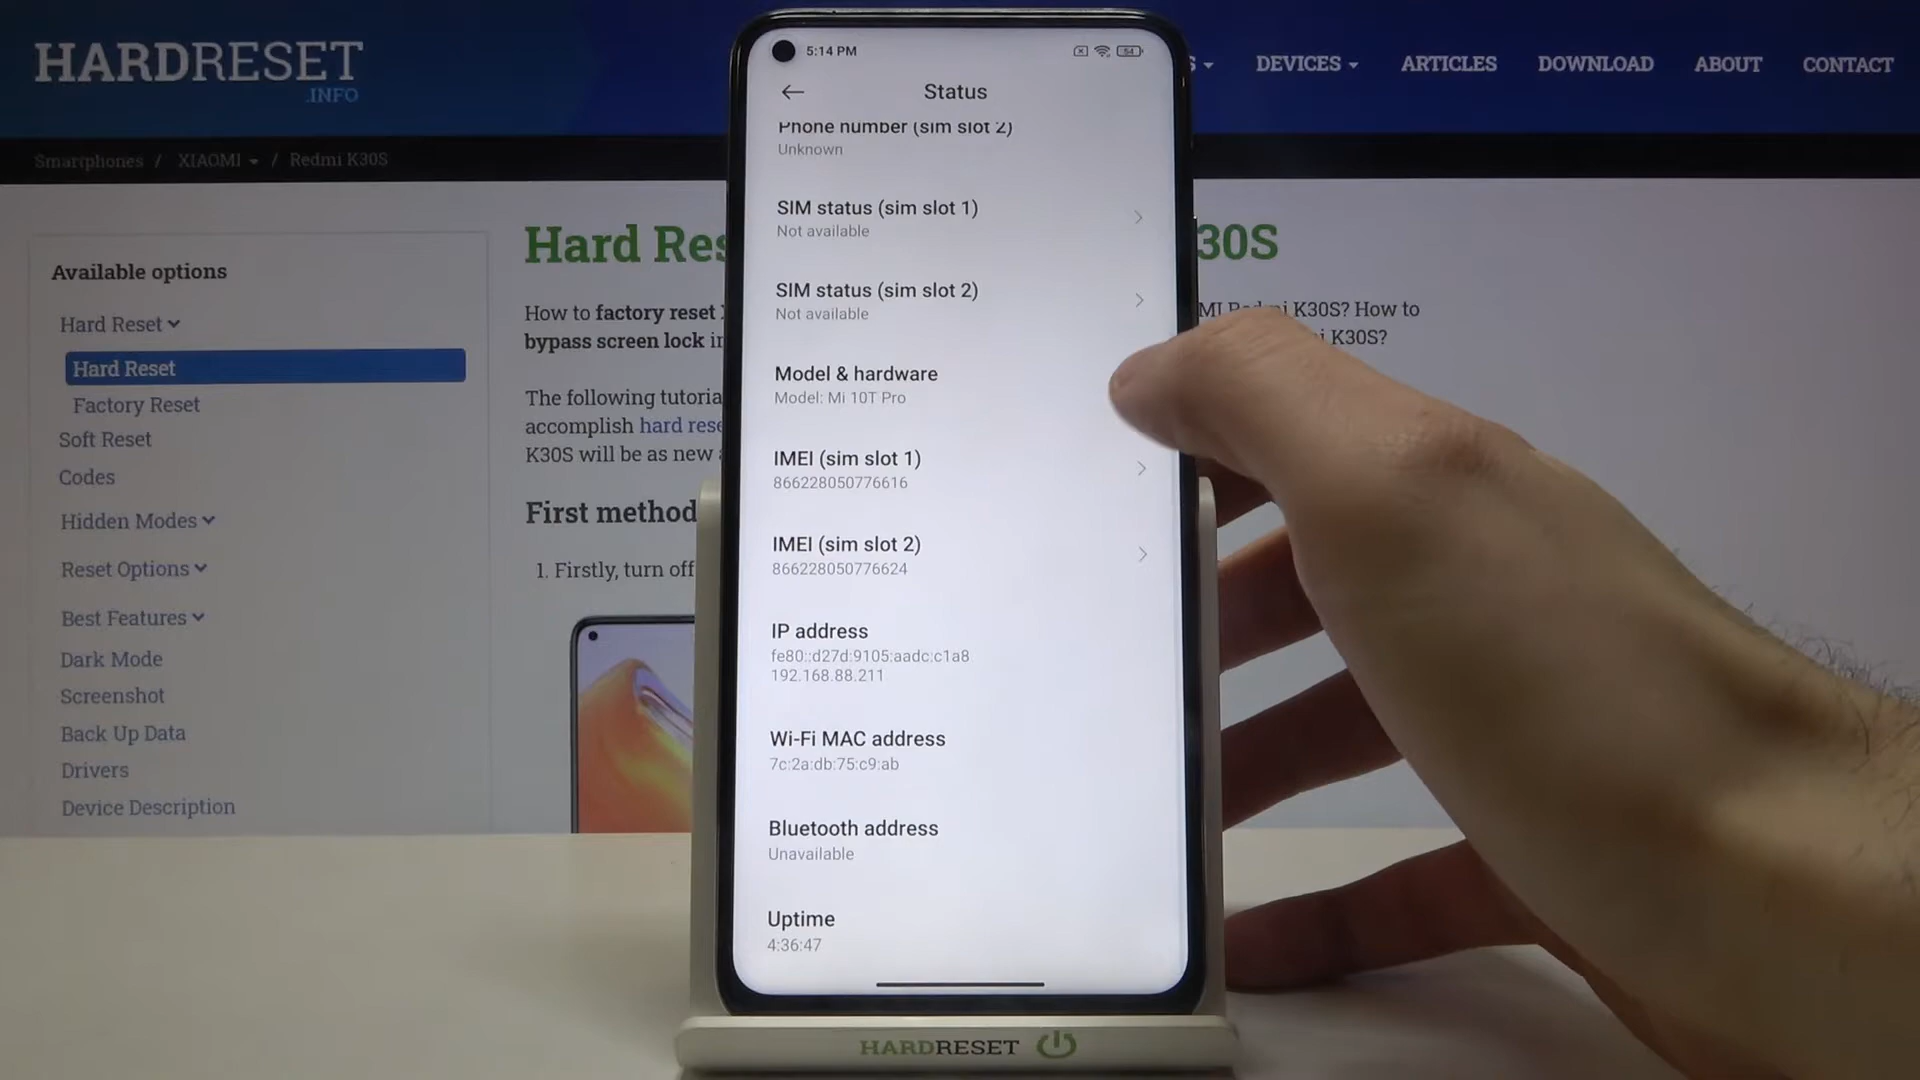 HARDRESET
.INFO
DEVICES
ARTICLES
DOWNLOAD
ABOUT
CONTACT
Smartphones / XIAOMI / Redmi K30S
Available options
Hard Reset
Hard Reset
Factory Reset
Soft Reset
Codes
Hidden Modes
Reset Options
Best Features
Dark Mode
Screenshot
Back Up Data
Drivers
Device Description
Hard Res
30S
How to factory reset
bypass screen lock in
MI Redmi K30S? How to
K30S?
The following tutoria
accomplish hard rese
K30S will be as new
First method
1. Firstly, turn off
5:14 PM
54
Status
Phone number (sim slot 2)
Unknown
SIM status (sim slot 1)
Not available
SIM status (sim slot 2)
Not available
Model & hardware
Model: Mi 10T Pro
IMEI (sim slot 1)
866228050776616
IMEI (sim slot 2)
866228050776624
IP address
fe80::d27d:9105:aadc:c1a8
192.168.88.211
Wi-Fi MAC address
7c:2a:db:75:c9:ab
Bluetooth address
Unavailable
Uptime
4:36:47
HARDRESET